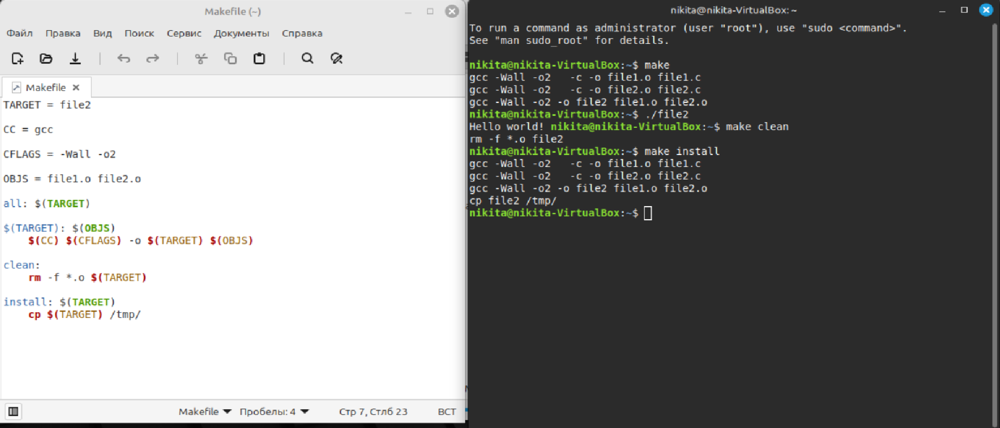 Makefile (~)
Файл Правка Вид Поиск Сервис Документы Справка
Makefile
TARGET = file2
CC = gcc
CFLAGS = -Wall -o2
OBJS = file1.o file2.o
all: $(TARGET)
$(TARGET): $(OBJS)
    $(CC) $(CFLAGS) -o $(TARGET) $(OBJS)
clean:
    rm -f *.o $(TARGET)
install: $(TARGET)
    cp $(TARGET) /tmp/
Makefile Пробелы: 4 Стр 7, Стлб 23 ВСТ
nikita@nikita-VirtualBox: ~
To run a command as administrator (user "root"), use "sudo <command>".
See "man sudo_root" for details.
nikita@nikita-VirtualBox:~$ make
gcc -Wall -o2   -c -o file1.o file1.c
gcc -Wall -o2   -c -o file2.o file2.c
gcc -Wall -o2 -o file2 file1.o file2.o
nikita@nikita-VirtualBox:~$ ./file2
Hello world! nikita@nikita-VirtualBox:~$ make clean
rm -f *.o file2
nikita@nikita-VirtualBox:~$ make install
gcc -Wall -o2   -c -o file1.o file1.c
gcc -Wall -o2   -c -o file2.o file2.c
gcc -Wall -o2 -o file2 file1.o file2.o
cp file2 /tmp/
nikita@nikita-VirtualBox:~$